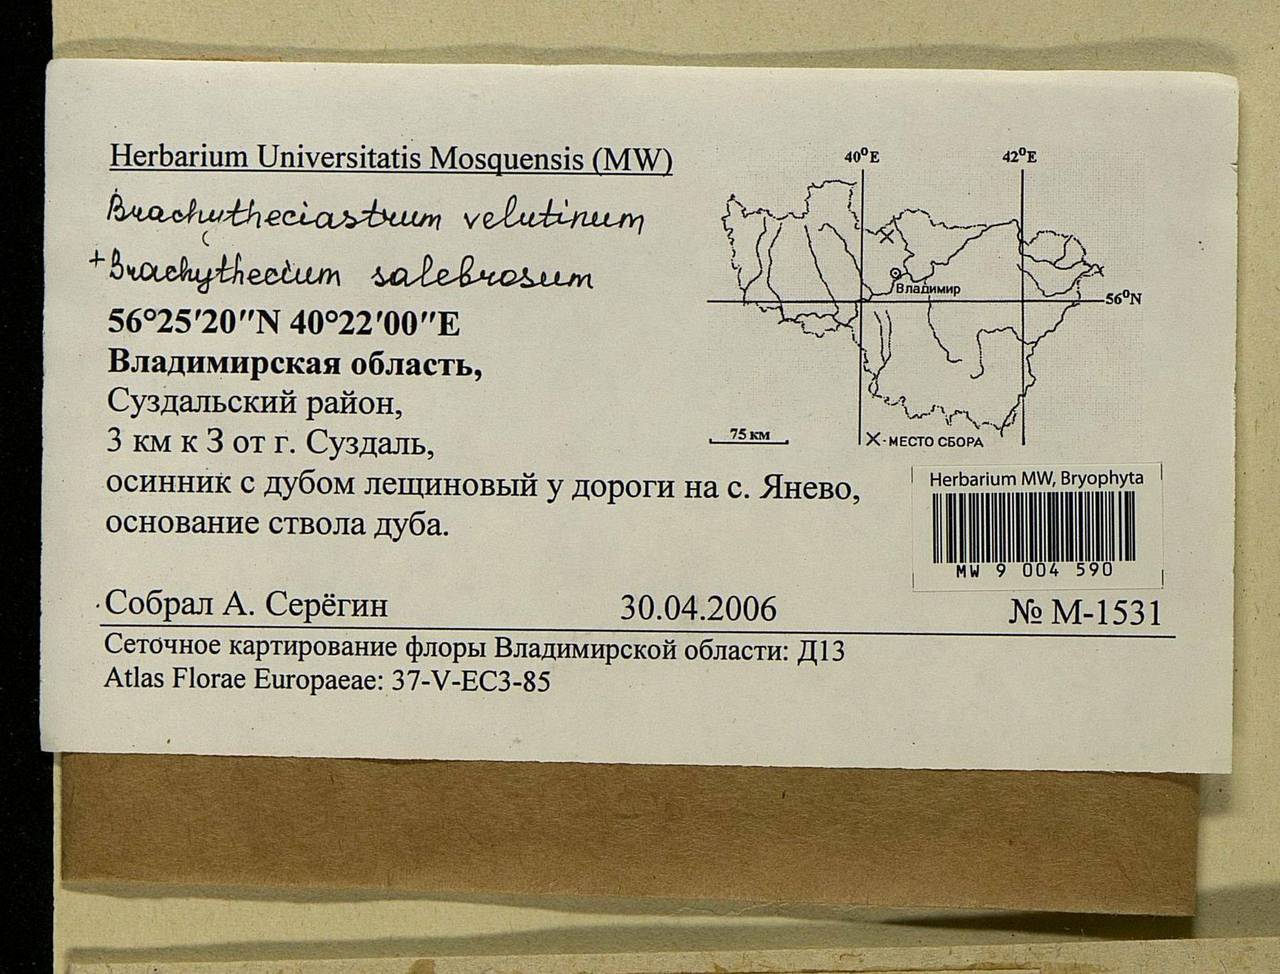 Herbarium Universitatis Mosquensis (MW)
Brachytheciastrum velutinum
+Brachythecium salebrosum
56°25′20″N 40°22′00″E
Владимирская область,
Суздальский район,
3 км к З от г. Суздаль,
осинник с дубом лещиновый у дороги на с. Янево,
основание ствола дуба.
40°E 42°E
Владимир
56°N
75 км
X-МЕСТО СБОРА
Herbarium MW, Bryophyta
MW 9 004 590
Собрал А. Серёгин 30.04.2006 № М-1531
Сеточное картирование флоры Владимирской области: Д13
Atlas Florae Europaeae: 37-V-EC3-85